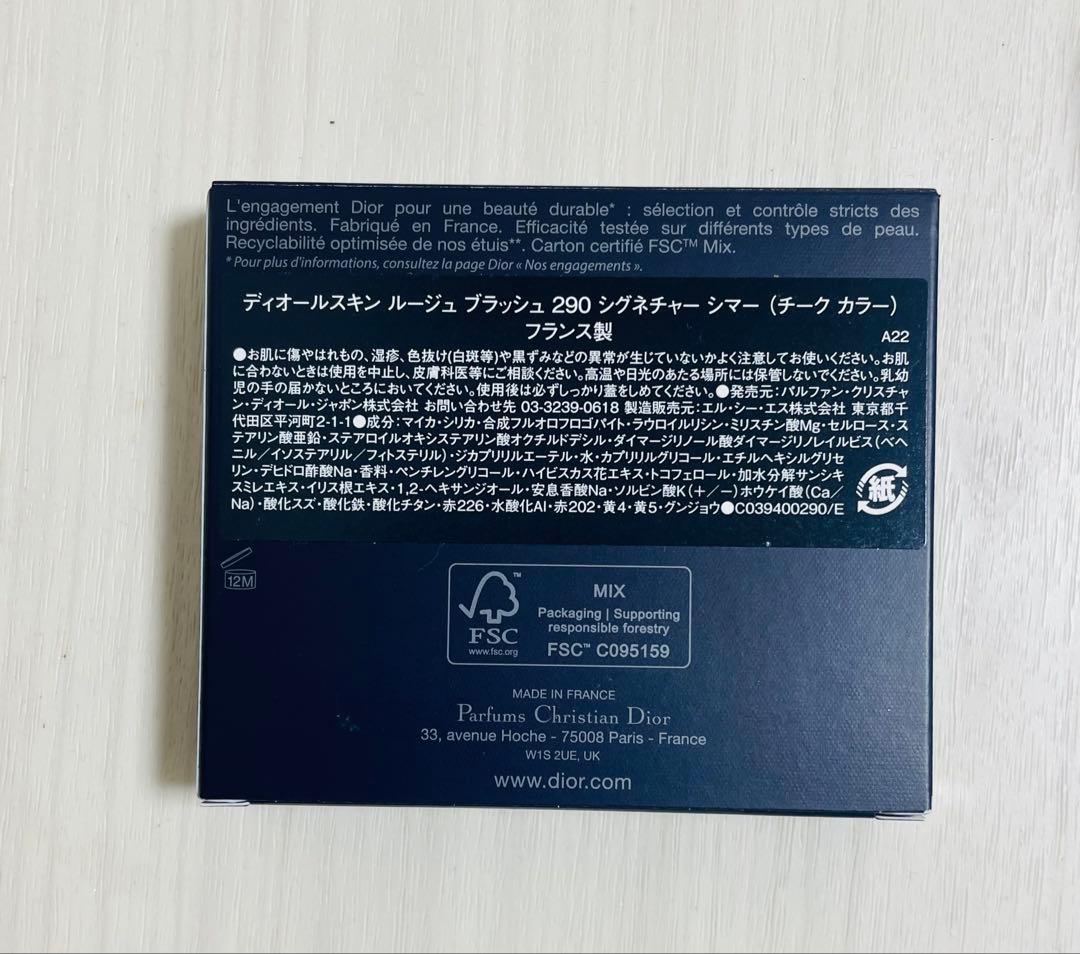 L'engagement Dior pour une beauté durable* : sélection et contrôle stricts des
ingrédients. Fabriqué en France. Efficacité testée sur différents types de peau.
Recyclabilité optimisée de nos étuis**. Carton certifié FSC™ Mix.
* Pour plus d'informations, consultez la page Dior « Nos engagements ».
ディオールスキン ルージュ ブラッシュ 290 シグネチャー シマー (チーク カラー)
フランス製
A22
●お肌に傷やはれもの、湿疹、色抜け(白斑等)や黒ずみなどの異常が生じていないかよく注意してお使いください。お肌
に合わないときは使用を中止し、皮膚科医等にご相談ください。高温や日光のあたる場所には保管しないでください。乳幼
児の手の届かないところにおいてください。使用後は必ずしっかり蓋をしめてください。●発売元：パルファン・クリスチャ
ン・ディオール・ジャポン株式会社 お問い合わせ先 03-3239-0618 製造販売元：エル・シー・エス株式会社 東京都千
代田区平河町2-1-1●成分：マイカ・シリカ・合成フルオロフロゴパイト・ラウロイルリシン・ミリスチン酸Mg・セルロース・ス
テアリン酸亜鉛・ステアロイルオキシステアリン酸オクチルドデシル・ダイマージリノール酸ダイマージリノレイルビス(ベヘ
ニル／イソステアリル／フィトステリル)・ジカプリリルエーテル・水・カプリリルグリコール・エチルヘキシルグリセ
リン・デヒドロ酢酸Na・香料・ペンチレングリコール・ハイビスカス花エキス・トコフェロール・加水分解サンシキ
スミレエキス・イリス根エキス・1,2-ヘキサンジオール・安息香酸Na・ソルビン酸K(＋／－)ホウケイ酸(Ca／
Na)・酸化スズ・酸化鉄・酸化チタン・赤226・水酸化Al・赤202・黄4・黄5・グンジョウ●C039400290/E
紙
12M
FSC™
www.fsc.org
MIX
Packaging | Supporting
responsible forestry
FSC™ C095159
MADE IN FRANCE
Parfums Christian Dior
33, avenue Hoche - 75008 Paris - France
W1S 2UE, UK
www.dior.com